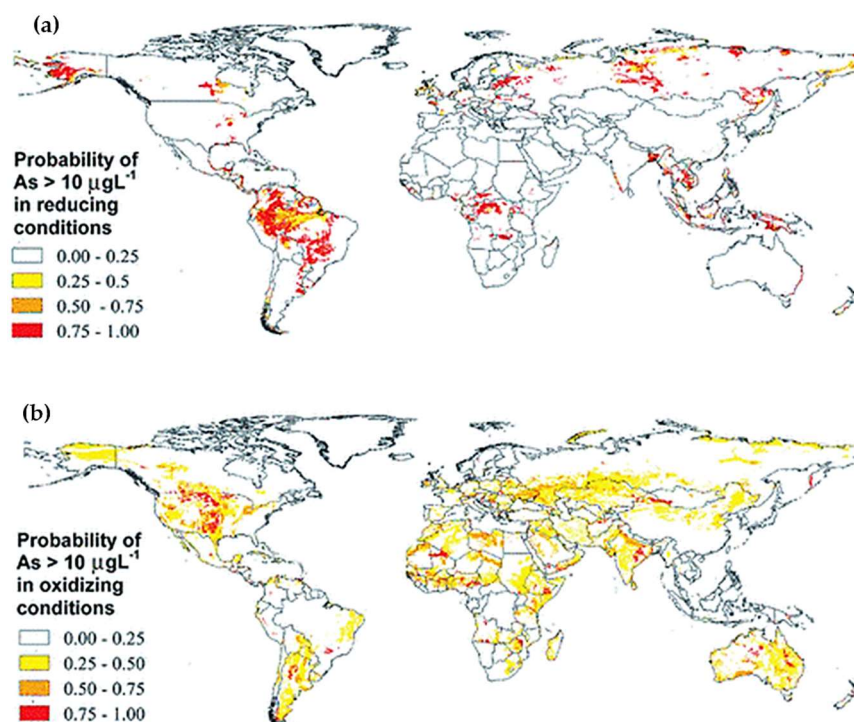 (a)
Probability of
As > 10 µgL⁻¹
in reducing
conditions
0.00 - 0.25
0.25 - 0.5
0.50 - 0.75
0.75 - 1.00
(b)
Probability of
As > 10 µgL⁻¹
in oxidizing
conditions
0.00 - 0.25
0.25 - 0.50
0.50 - 0.75
0.75 - 1.00